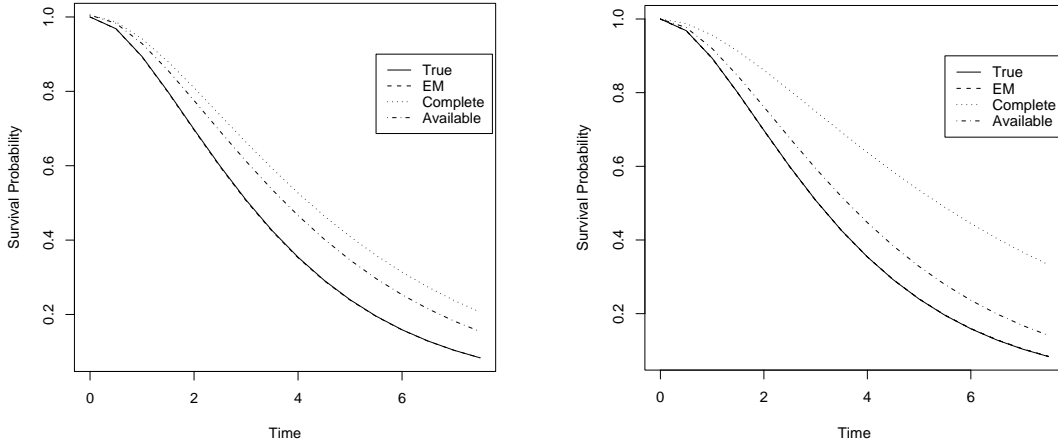 1.0
0.8
0.6
0.4
0.2
Survival Probability
True
EM
Complete
Available
0 2 4 6
Time
1.0
0.8
0.6
0.4
0.2
Survival Probability
True
EM
Complete
Available
0 2 4 6
Time